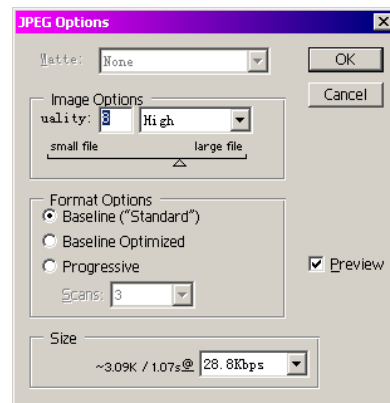 JPEG Options
Matte: None
OK
Cancel
Image Options
uality: 8 High
small file large file
Format Options
Baseline ("Standard")
Baseline Optimized
Progressive
Scans: 3
Preview
Size
~3.09K / 1.07s@ 28.8Kbps